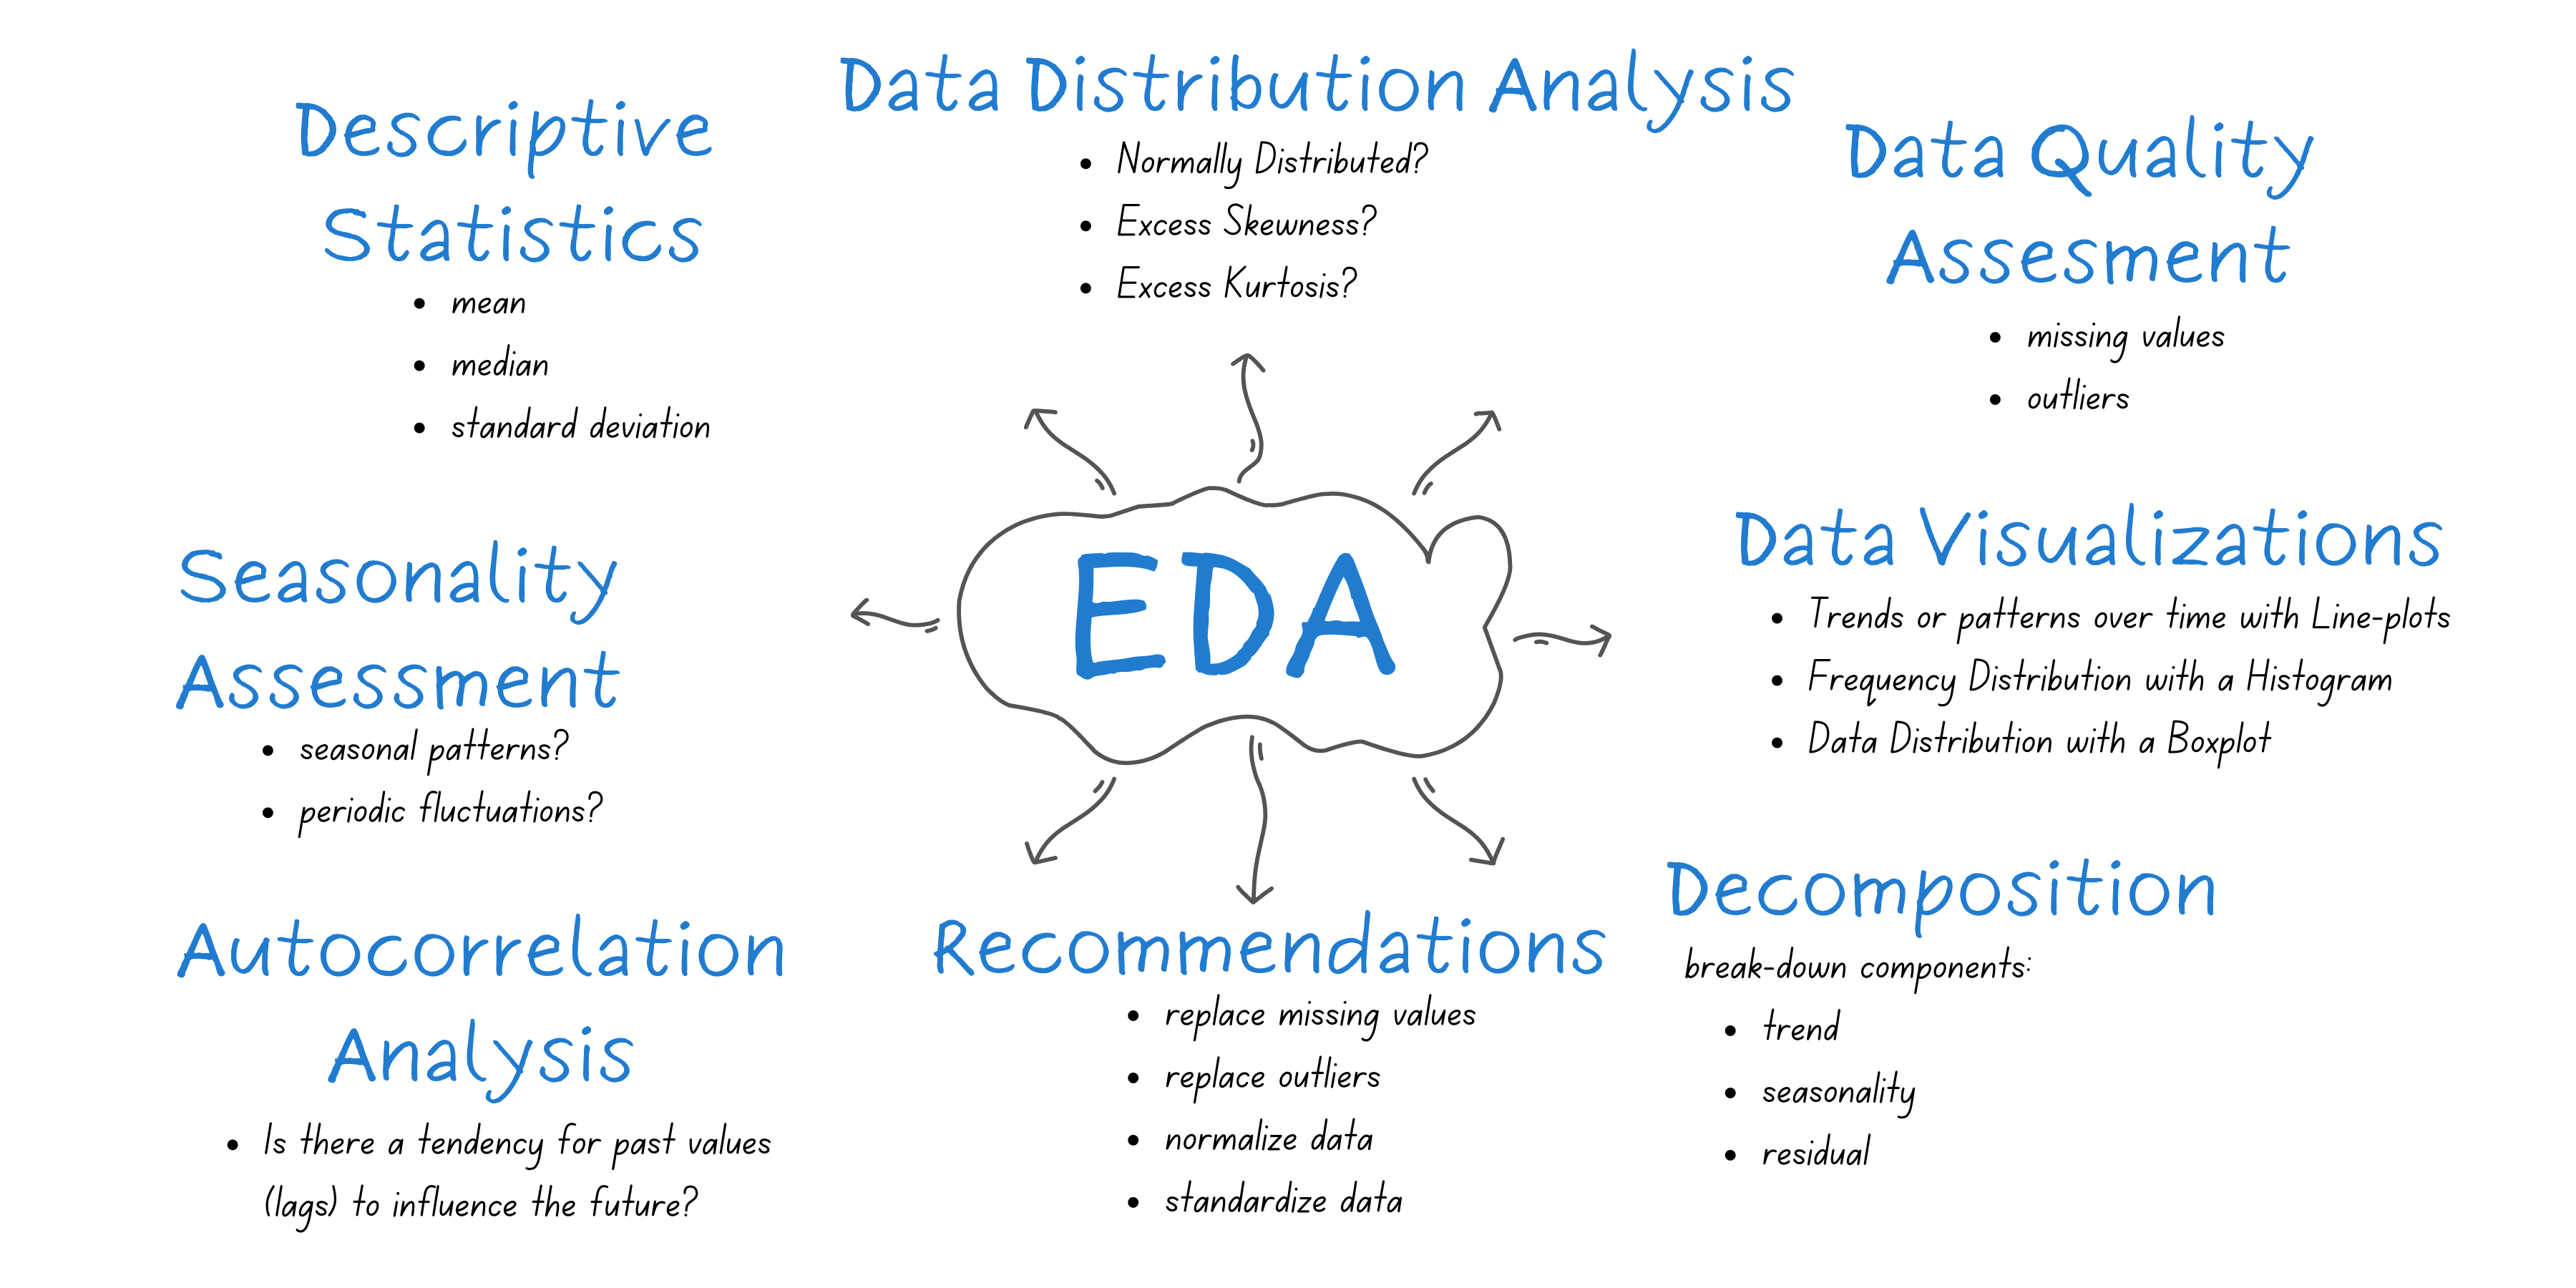 Descriptive
Statistics
mean
median
standard deviation
Data Distribution Analysis
Normally Distributed?
Excess Skewness?
Excess Kurtosis?
Data Quality
Assesment
missing values
outliers
Seasonality
Assessment
seasonal patterns?
periodic fluctuations?
EDA
Data Visualizations
Trends or patterns over time with Line-plots
Frequency Distribution with a Histogram
Data Distribution with a Boxplot
Autocorrelation
Analysis
Is there a tendency for past values
(lags) to influence the future?
Recommendations
replace missing values
replace outliers
normalize data
standardize data
Decomposition
break-down components:
trend
seasonality
residual